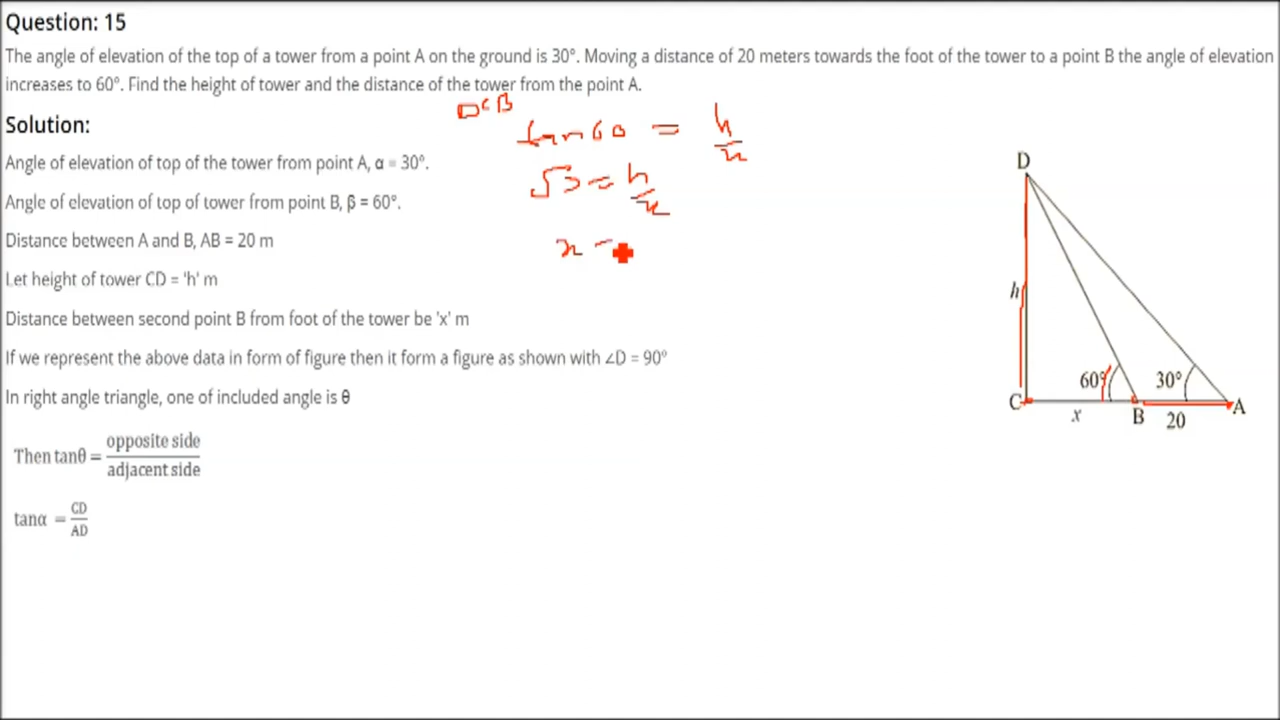 Question: 15
The angle of elevation of the top of a tower from a point A on the ground is 30°. Moving a distance of 20 meters towards the foot of the tower to a point B the angle of elevation
increases to 60°. Find the height of tower and the distance of the tower from the point A.
Solution:
DCB
tan 60 = h/x
√3 = h/x
x =
Angle of elevation of top of the tower from point A, α = 30°.
Angle of elevation of top of tower from point B, β = 60°.
Distance between A and B, AB = 20 m
Let height of tower CD = 'h' m
Distance between second point B from foot of the tower be 'x' m
If we represent the above data in form of figure then it form a figure as shown with ∠D = 90°
In right angle triangle, one of included angle is θ
Then tanθ = opposite side/adjacent side
tanα = CD/AD
D
h
60° 30°
C x B 20 A